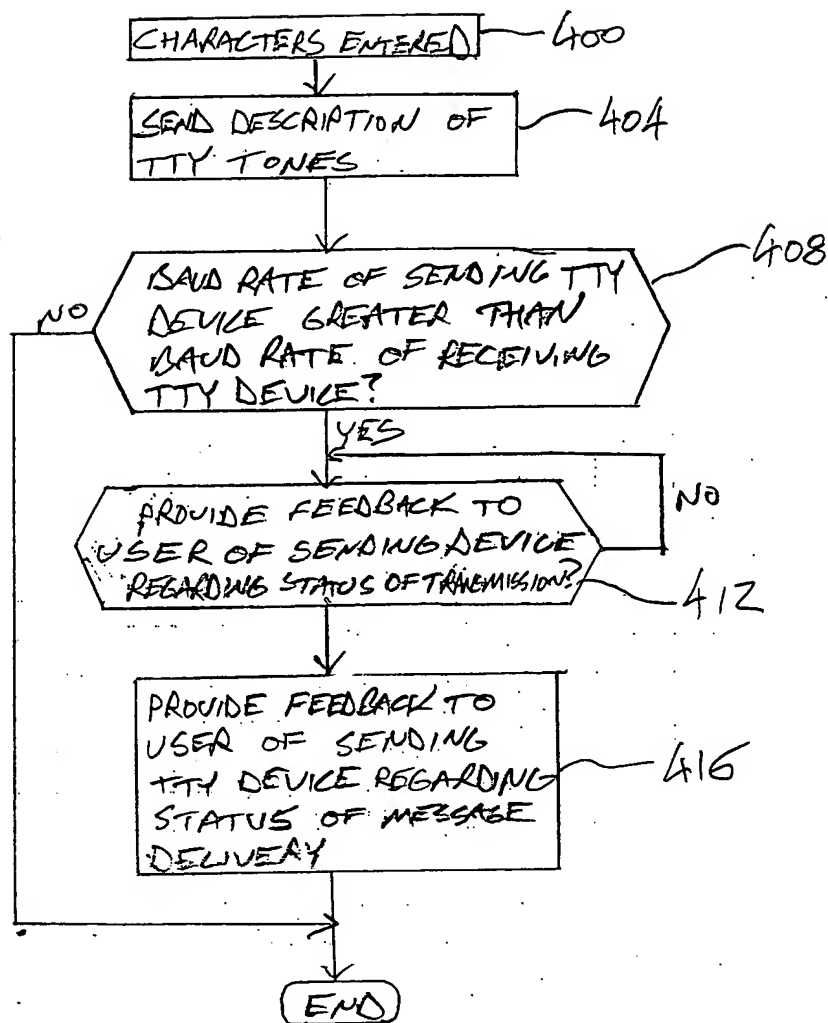 CHARACTERS ENTERED
400
SEND DESCRIPTION OF
TTY TONES
404
BAUD RATE OF SENDING TTY
DEVICE GREATER THAN
BAUD RATE OF RECEIVING
TTY DEVICE?
408
NO
YES
PROVIDE FEEDBACK TO
USER OF SENDING DEVICE
REGARDING STATUS OF TRANSMISSION?
412
NO
PROVIDE FEEDBACK TO
USER OF SENDING
TTY DEVICE REGARDING
STATUS OF MESSAGE
DELIVERY
416
END